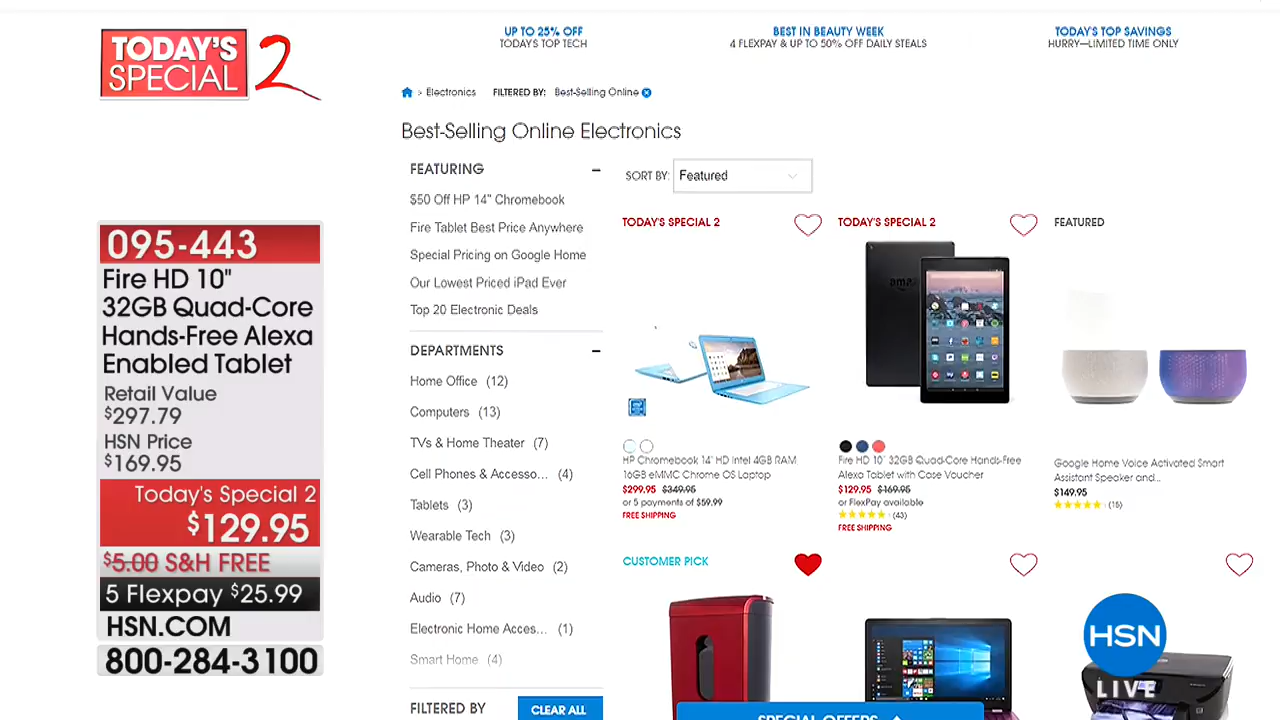 TODAY'S
SPECIAL 2
UP TO 25% OFF
TODAY'S TOP TECH
BEST IN BEAUTY WEEK
4 FLEXPAY & UP TO 50% OFF DAILY STEALS
TODAY'S TOP SAVINGS
HURRY—LIMITED TIME ONLY
> Electronics FILTERED BY: Best-Selling Online
Best-Selling Online Electronics
095-443
Fire HD 10"
32GB Quad-Core
Hands-Free Alexa
Enabled Tablet
Retail Value
$297.79
HSN Price
$169.95
Today's Special 2
$129.95
$5.00 S&H FREE
5 Flexpay $25.99
HSN.COM
800-284-3100
FEATURING
$50 Off HP 14" Chromebook
Fire Tablet Best Price Anywhere
Special Pricing on Google Home
Our Lowest Priced iPad Ever
Top 20 Electronic Deals
DEPARTMENTS
Home Office (12)
Computers (13)
TVs & Home Theater (7)
Cell Phones & Accesso... (4)
Tablets (3)
Wearable Tech (3)
Cameras, Photo & Video (2)
Audio (7)
Electronic Home Acces... (1)
Smart Home (4)
FILTERED BY
CLEAR ALL
SORT BY: Featured
TODAY'S SPECIAL 2
HP Chromebook 14" HD Intel 4GB RAM
16GB eMMC Chrome OS Laptop
$299.95 $349.95
or 5 payments of $59.99
FREE SHIPPING
TODAY'S SPECIAL 2
amazon
Fire HD 10" 32GB Quad-Core Hands-Free
Alexa Tablet with Case Voucher
$129.95 $169.95
or FlexPay available
(43)
FREE SHIPPING
FEATURED
Google Home Voice Activated Smart
Assistant Speaker and...
$149.95
(15)
CUSTOMER PICK
SPECIAL OFFERS
HSN
LIVE